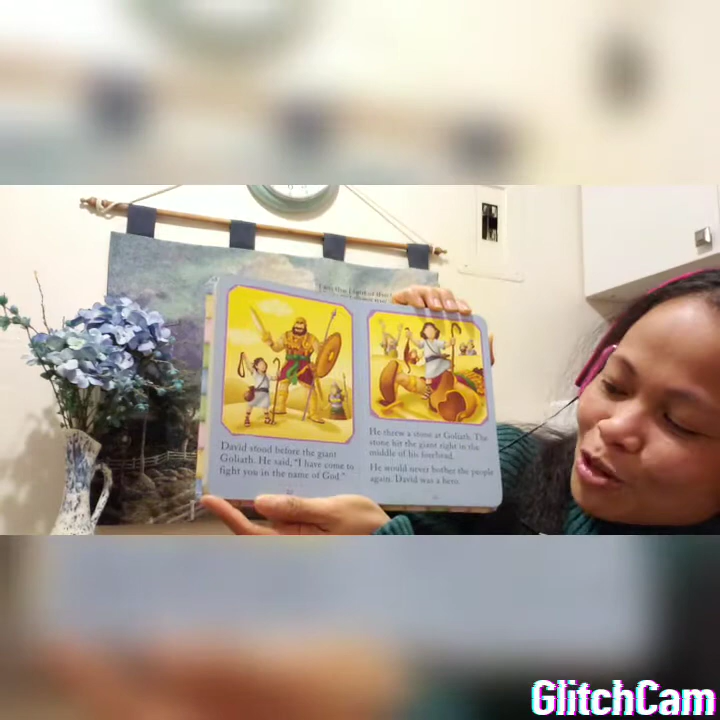 David stood before the giant
Goliath. He said, "I have come to
fight you in the name of God."
He threw a stone at Goliath. The
stone hit the giant right in the
middle of his forehead.
He would never bother the people
again. David was a hero.
GlitchCam